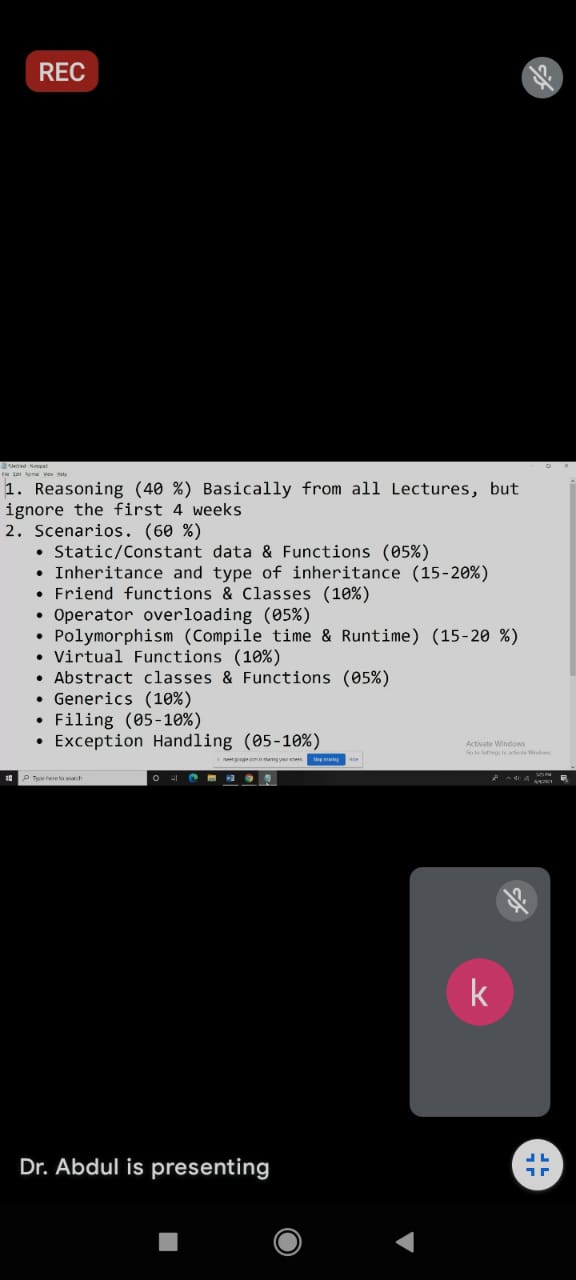 REC
Untitled - Notepad
File Edit Format View Help
1. Reasoning (40 %) Basically from all Lectures, but
ignore the first 4 weeks
2. Scenarios. (60 %)
• Static/Constant data & Functions (05%)
• Inheritance and type of inheritance (15-20%)
• Friend functions & Classes (10%)
• Operator overloading (05%)
• Polymorphism (Compile time & Runtime) (15-20 %)
• Virtual Functions (10%)
• Abstract classes & Functions (05%)
• Generics (10%)
• Filing (05-10%)
• Exception Handling (05-10%)
Activate Windows
Go to Settings to activate Windows.
meet.google.com is sharing your screen.
Stop sharing
Hide
Type here to search
k
Dr. Abdul is presenting